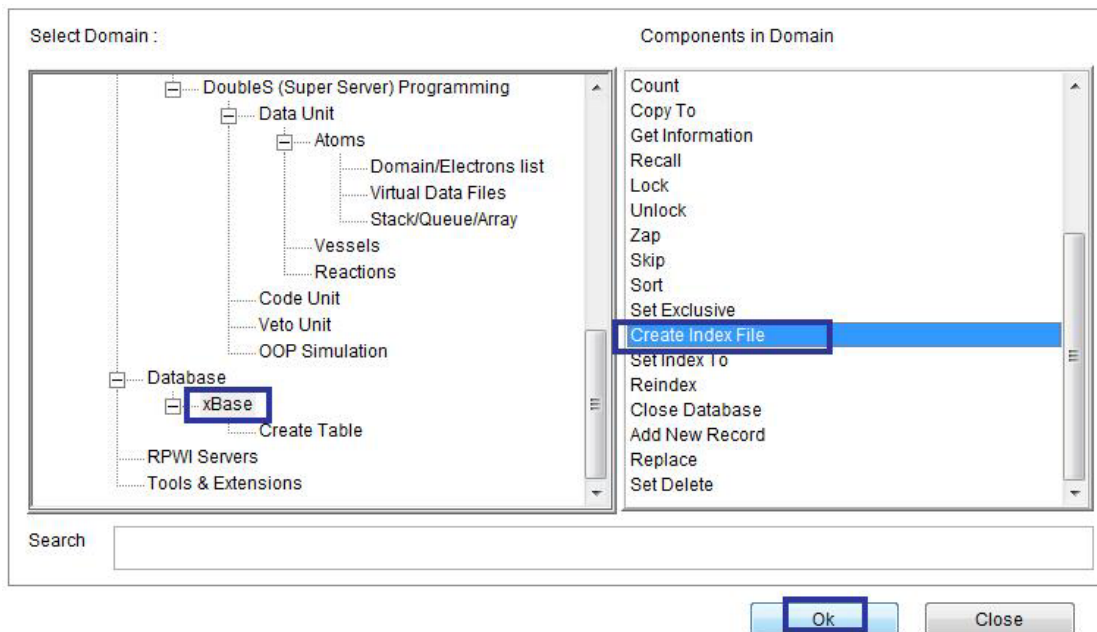 Select Domain :
Components in Domain
DoubleS (Super Server) Programming
Data Unit
Atoms
Domain/Electrons list
Virtual Data Files
Stack/Queue/Array
Vessels
Reactions
Code Unit
Veto Unit
OOP Simulation
Database
xBase
Create Table
RPWI Servers
Tools & Extensions
Count
Copy To
Get Information
Recall
Lock
Unlock
Zap
Skip
Sort
Set Exclusive
Create Index File
Set Index To
Reindex
Close Database
Add New Record
Replace
Set Delete
Search
Ok
Close